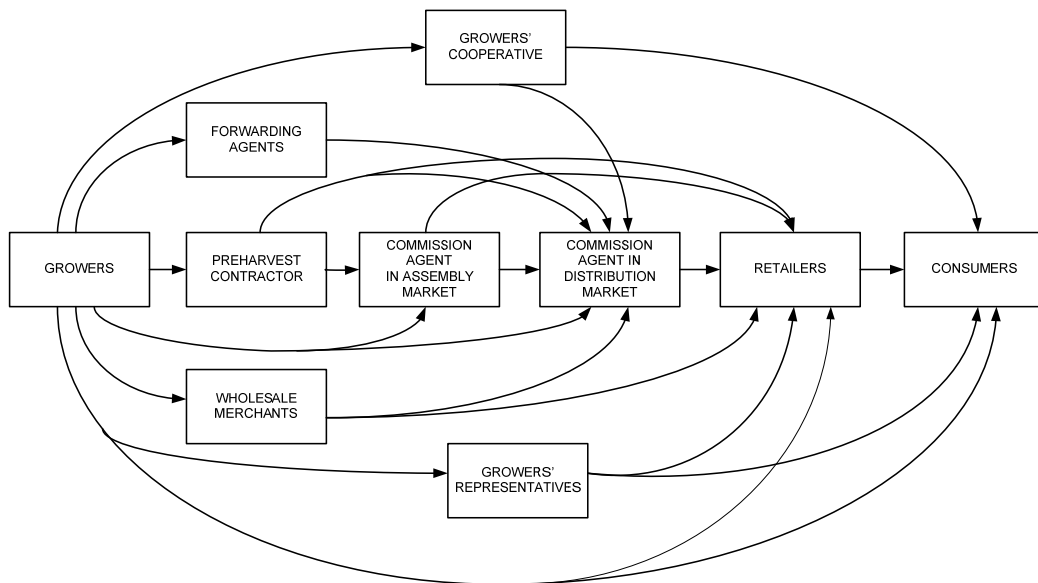 GROWERS'
COOPERATIVE
FORWARDING
AGENTS
GROWERS
PREHARVEST
CONTRACTOR
COMMISSION
AGENT
IN ASSEMBLY
MARKET
COMMISSION
AGENT IN
DISTRIBUTION
MARKET
RETAILERS
CONSUMERS
WHOLESALE
MERCHANTS
GROWERS'
REPRESENTATIVES